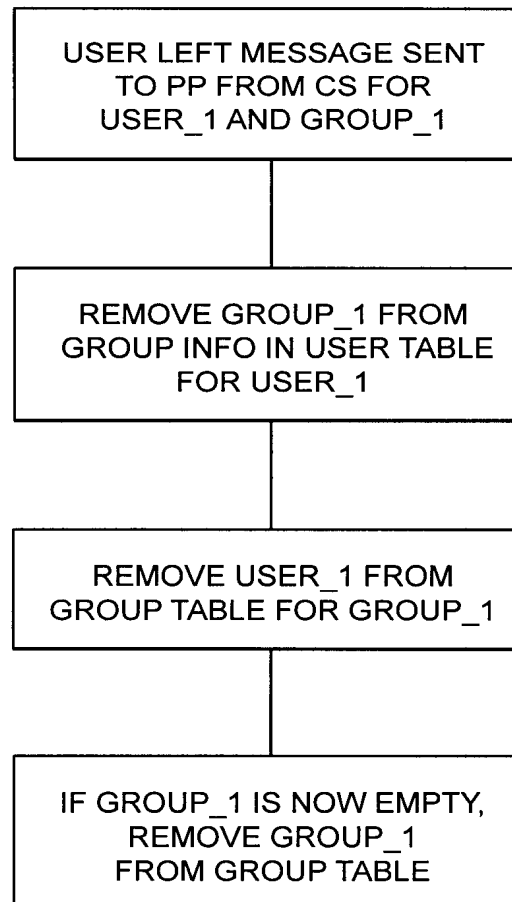 USER LEFT MESSAGE SENT
TO PP FROM CS FOR
USER_1 AND GROUP_1
REMOVE GROUP_1 FROM
GROUP INFO IN USER TABLE
FOR USER_1
REMOVE USER_1 FROM
GROUP TABLE FOR GROUP_1
IF GROUP_1 IS NOW EMPTY,
REMOVE GROUP_1
FROM GROUP TABLE